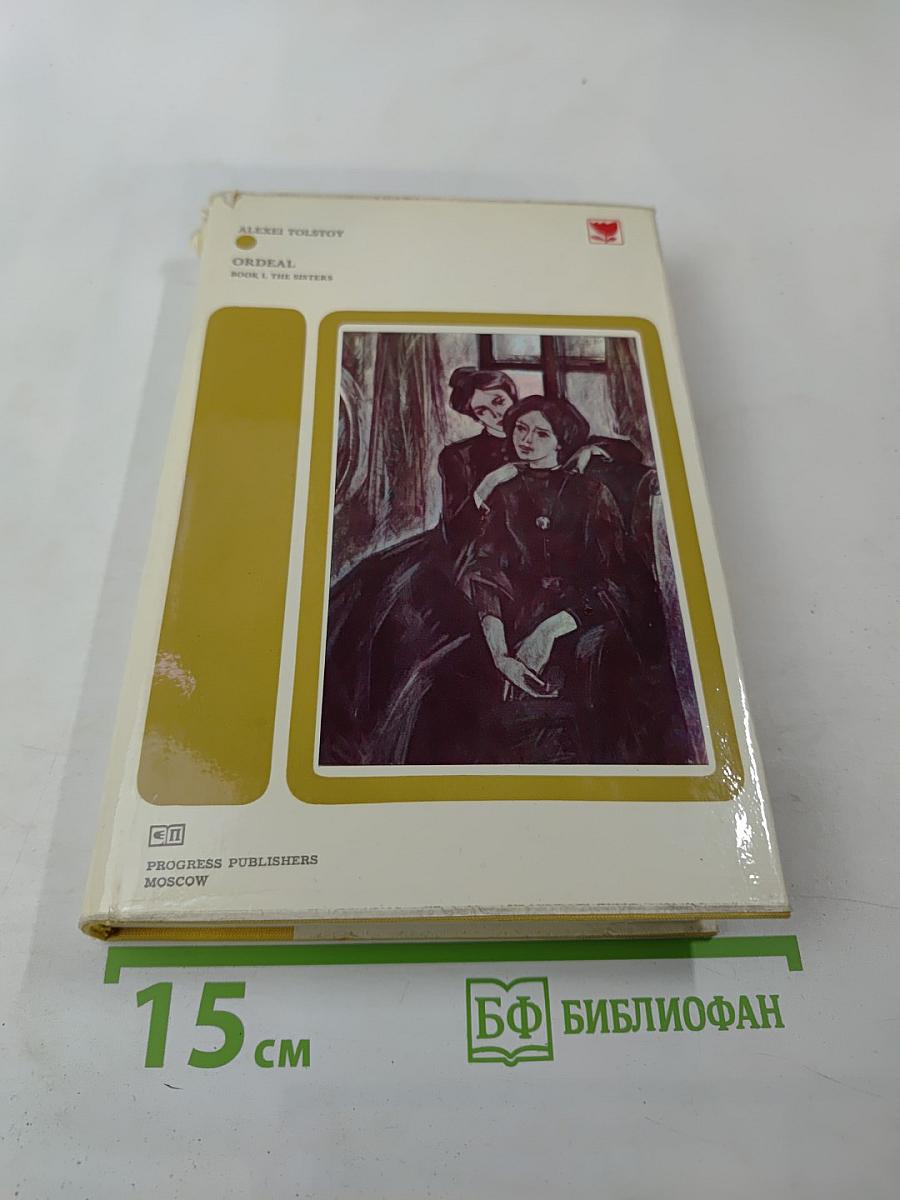 ALEXEI TOLSTOY
ORDEAL
BOOK I. THE SISTERS
PROGRESS PUBLISHERS
MOSCOW
15 см
БФ БИБЛИОФАН